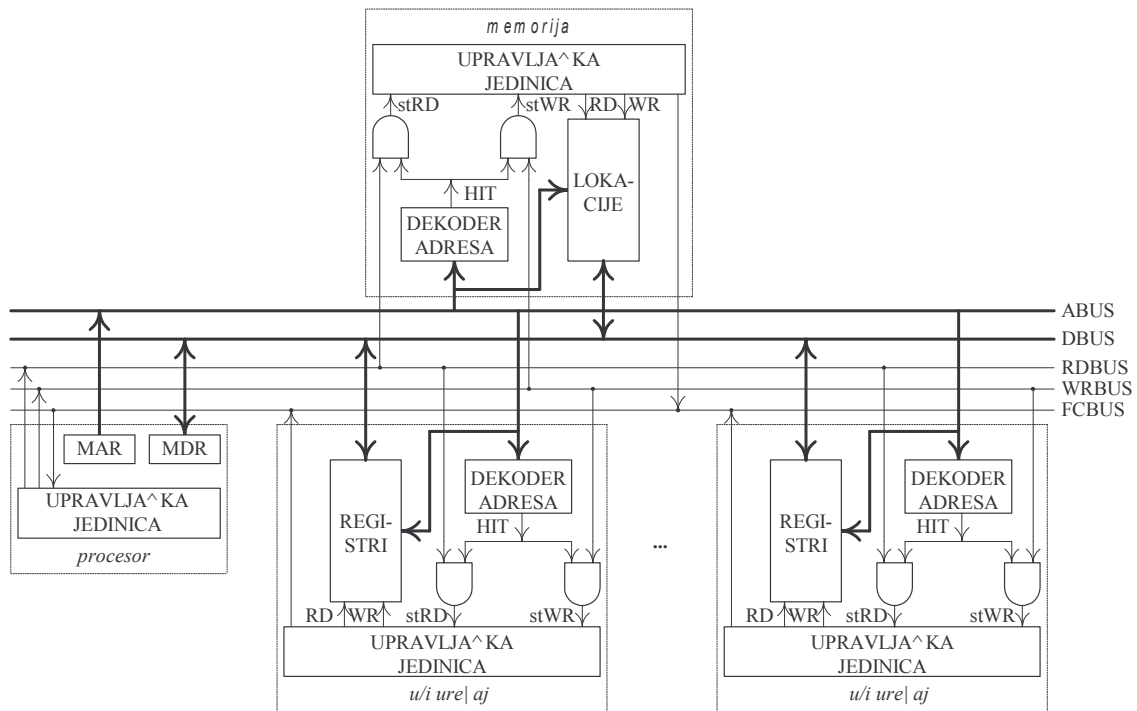 memorija
UPRAVLJA^KA
JEDINICA
stRD
stWR
RD
WR
LOKA-
CIJE
HIT
DEKODER
ADRESA
ABUS
DBUS
RDBUS
WRBUS
FCBUS
MAR
MDR
UPRAVLJA^KA
JEDINICA
procesor
REGI-
STRI
DEKODER
ADRESA
HIT
RD
WR
stRD
stWR
UPRAVLJA^KA
JEDINICA
u/i ure| aj
...
REGI-
STRI
DEKODER
ADRESA
HIT
RD
WR
stRD
stWR
UPRAVLJA^KA
JEDINICA
u/i ure| aj